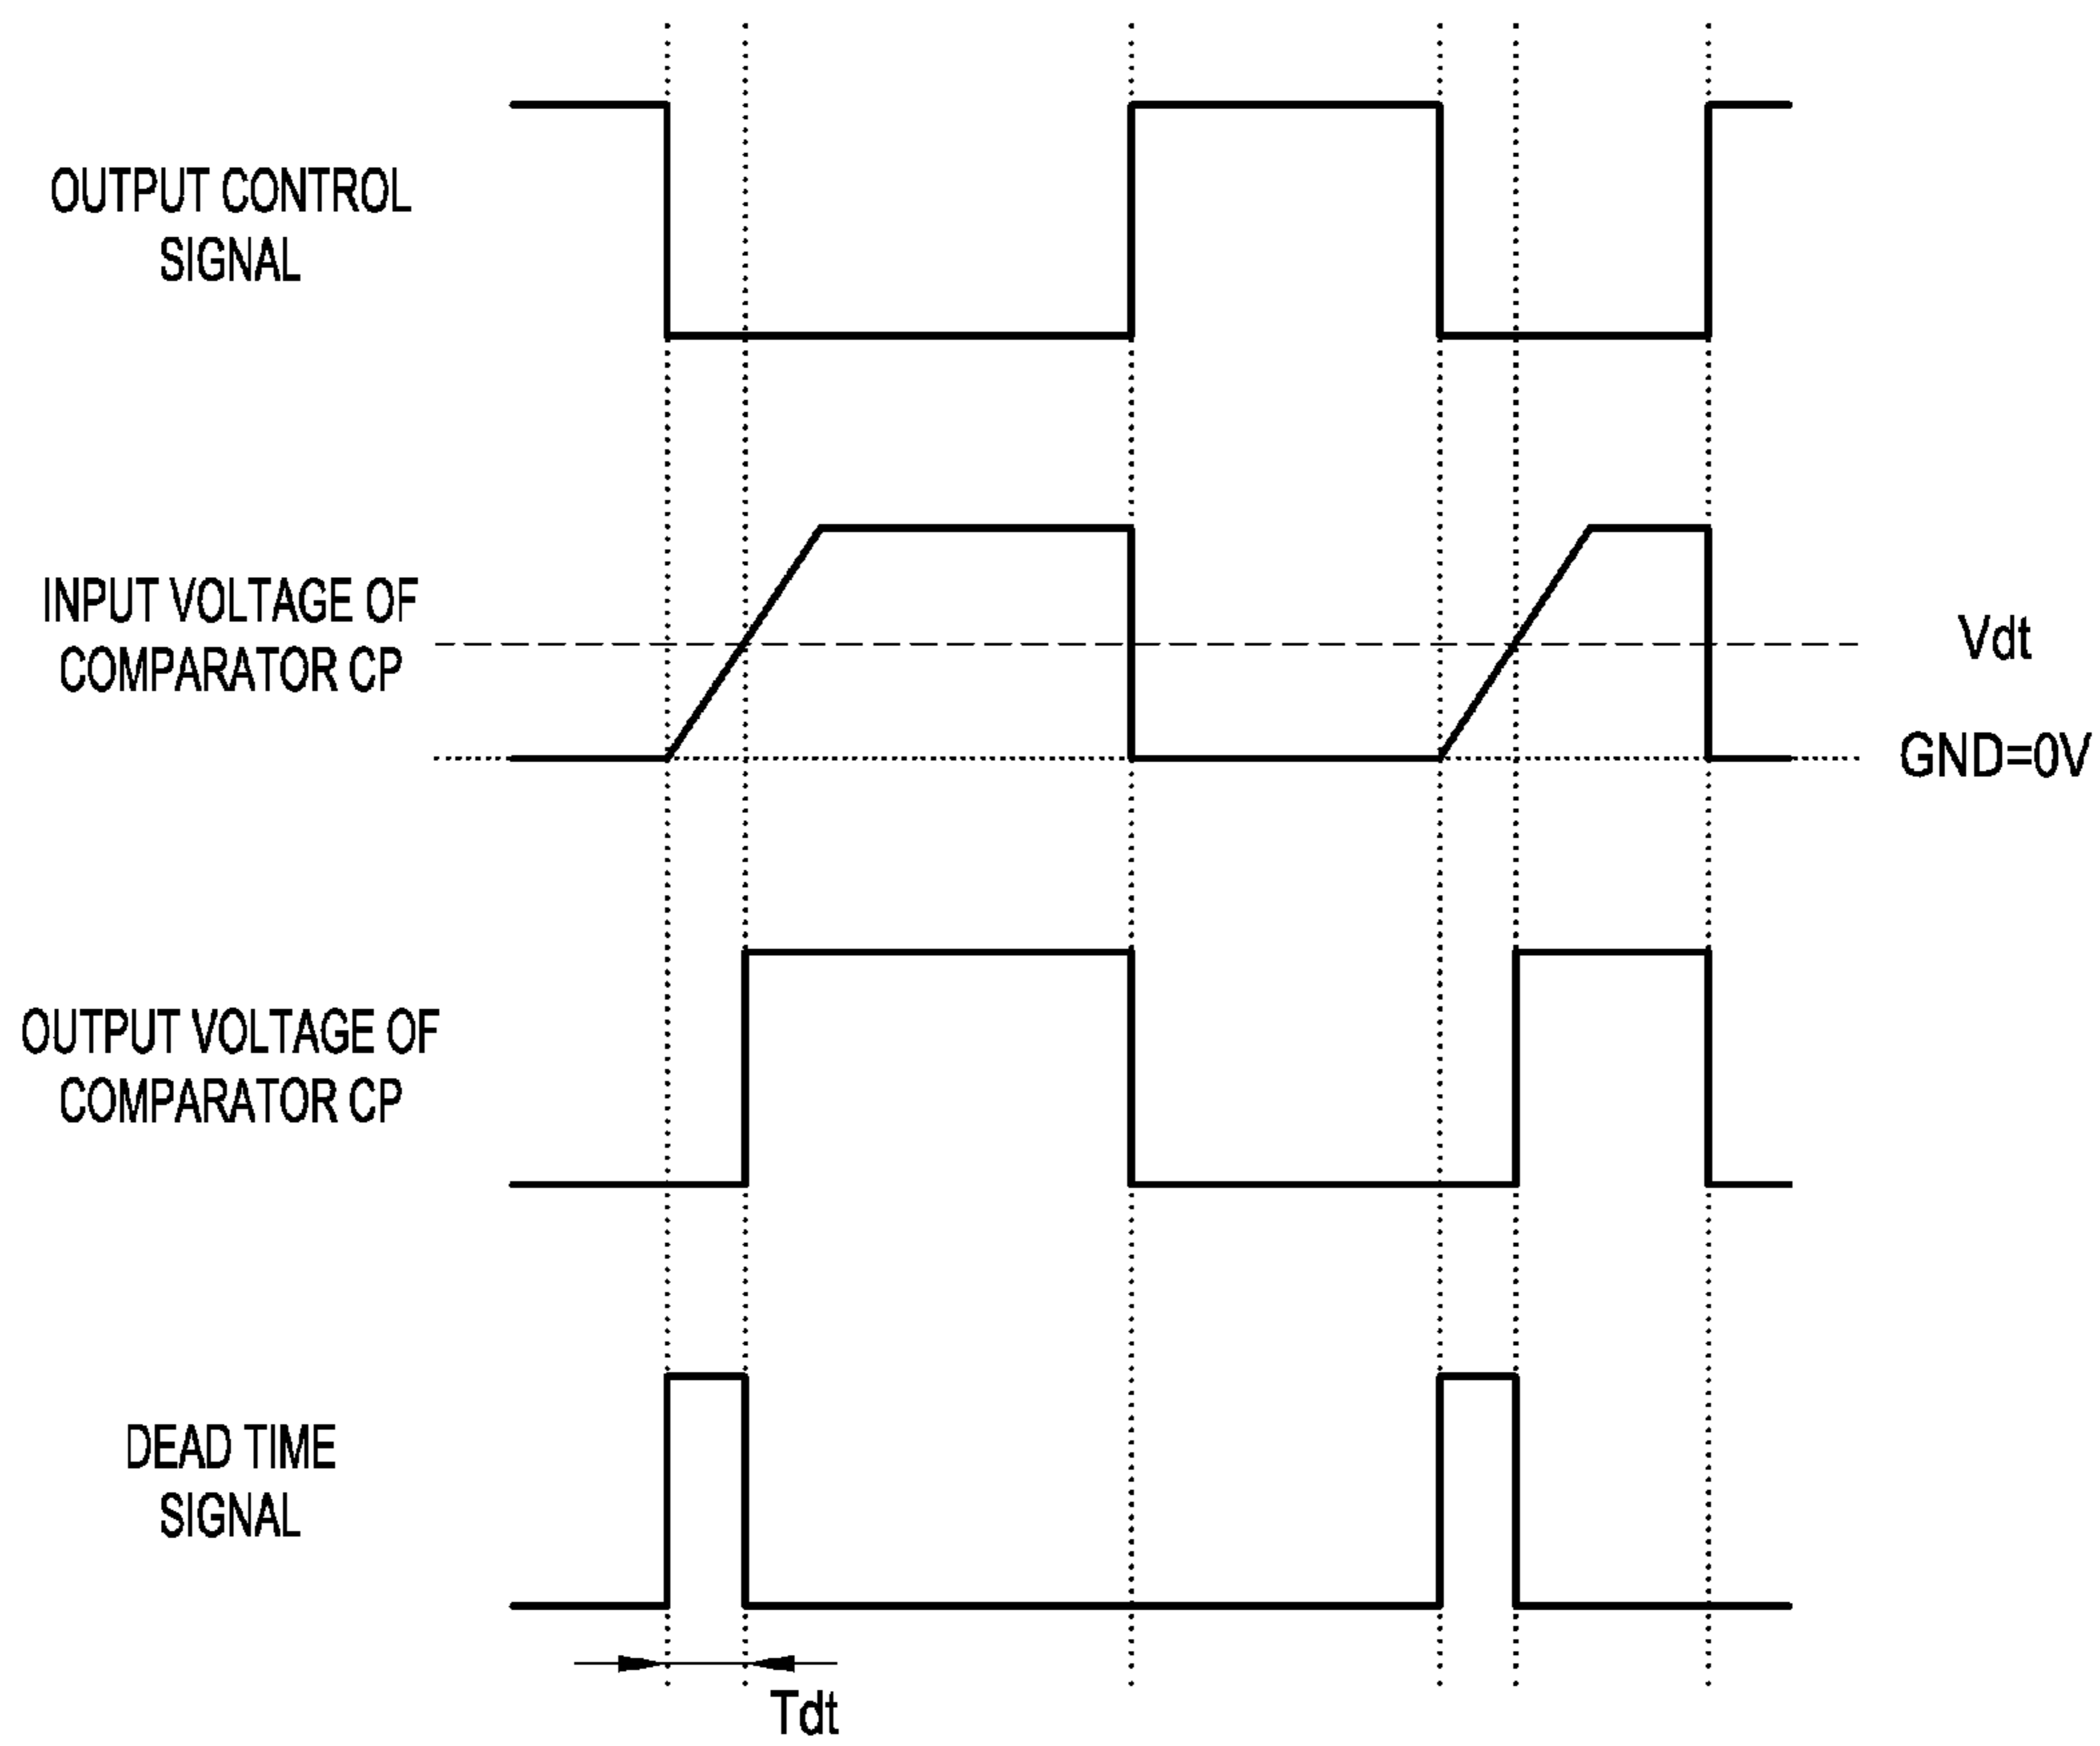 OUTPUT CONTROL
SIGNAL
INPUT VOLTAGE OF
COMPARATOR CP
Vdt
GND=0V
OUTPUT VOLTAGE OF
COMPARATOR CP
DEAD TIME
SIGNAL
Tdt